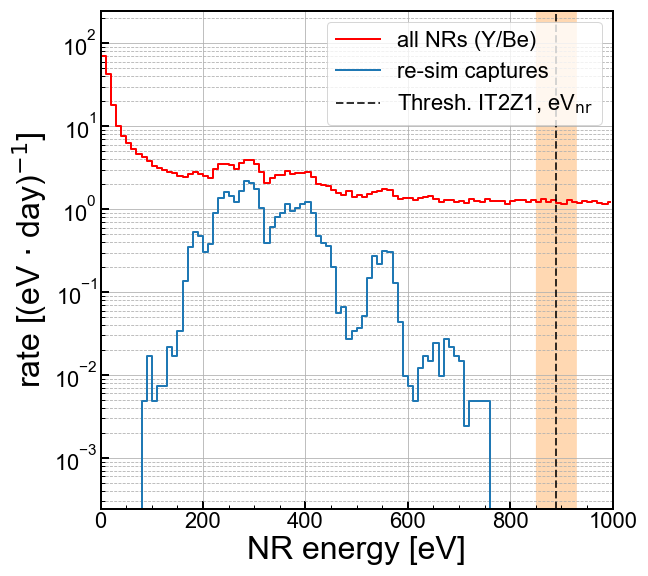 all NRs (Y/Be)
re-sim captures
Thresh. IT2Z1, eV_nr
rate [(eV · day)⁻¹]
10²
10¹
10⁰
10⁻¹
10⁻²
10⁻³
0 200 400 600 800 1000
NR energy [eV]